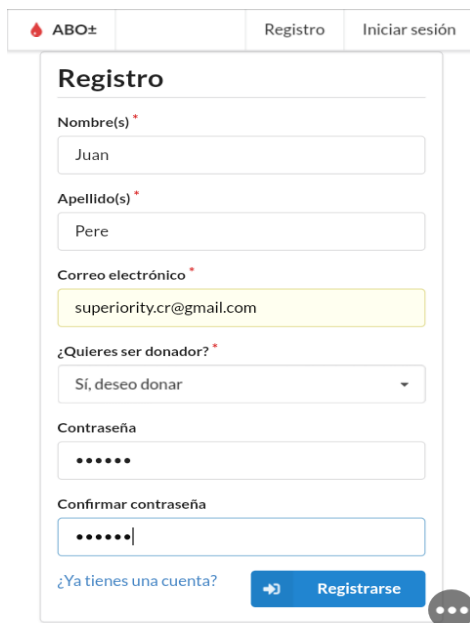 ABO± Registro Iniciar sesión
Registro
Nombre(s) *
Juan
Apellido(s) *
Pere
Correo electrónico *
superiority.cr@gmail.com
¿Quieres ser donador? *
Sí, deseo donar
Contraseña
••••••
Confirmar contraseña
••••••
¿Ya tienes una cuenta? Registrarse